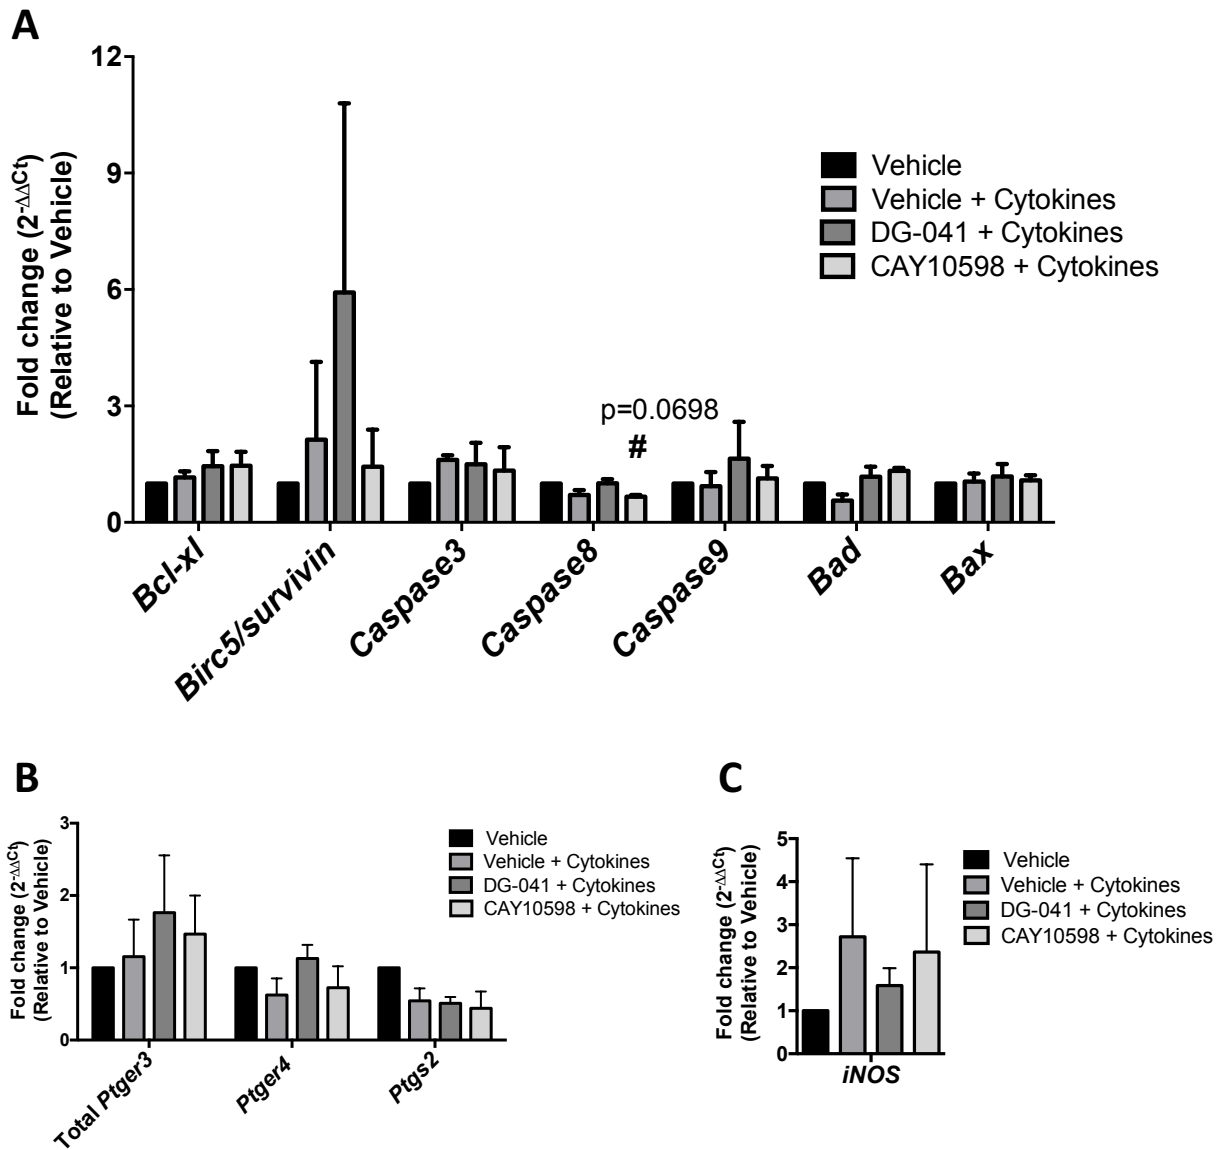 A
Fold change (2^-ΔΔCt)
(Relative to Vehicle)
12
9
6
3
0
Vehicle
Vehicle + Cytokines
DG-041 + Cytokines
CAY10598 + Cytokines
p=0.0698
#
Bcl-xl
Birc5/survivin
Caspase3
Caspase8
Caspase9
Bad
Bax
B
Fold change (2^-ΔΔCt)
(Relative to Vehicle)
3
2
1
0
Vehicle
Vehicle + Cytokines
DG-041 + Cytokines
CAY10598 + Cytokines
Total Ptger3
Ptger4
Ptgs2
C
Fold change (2^-ΔΔCt)
(Relative to Vehicle)
5
4
3
2
1
0
Vehicle
Vehicle + Cytokines
DG-041 + Cytokines
CAY10598 + Cytokines
iNOS